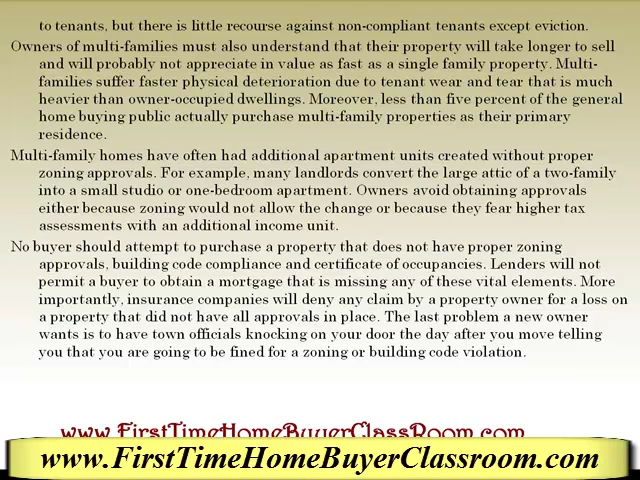 to tenants, but there is little recourse against non-compliant tenants except eviction.
Owners of multi-families must also understand that their property will take longer to sell
and will probably not appreciate in value as fast as a single family property. Multi-
families suffer faster physical deterioration due to tenant wear and tear that is much
heavier than owner-occupied dwellings. Moreover, less than five percent of the general
home buying public actually purchase multi-family properties as their primary
residence.
Multi-family homes have often had additional apartment units created without proper
zoning approvals. For example, many landlords convert the large attic of a two-family
into a small studio or one-bedroom apartment. Owners avoid obtaining approvals
either because zoning would not allow the change or because they fear higher tax
assessments with an additional income unit.
No buyer should attempt to purchase a property that does not have proper zoning
approvals, building code compliance and certificate of occupancies. Lenders will not
permit a buyer to obtain a mortgage that is missing any of these vital elements. More
importantly, insurance companies will deny any claim by a property owner for a loss on
a property that did not have all approvals in place. The last problem a new owner
wants is to have town officials knocking on your door the day after you move telling
you that you are going to be fined for a zoning or building code violation.
www.FirstTimeHomeBuyerClassRoom.com
www.FirstTimeHomeBuyerClassroom.com